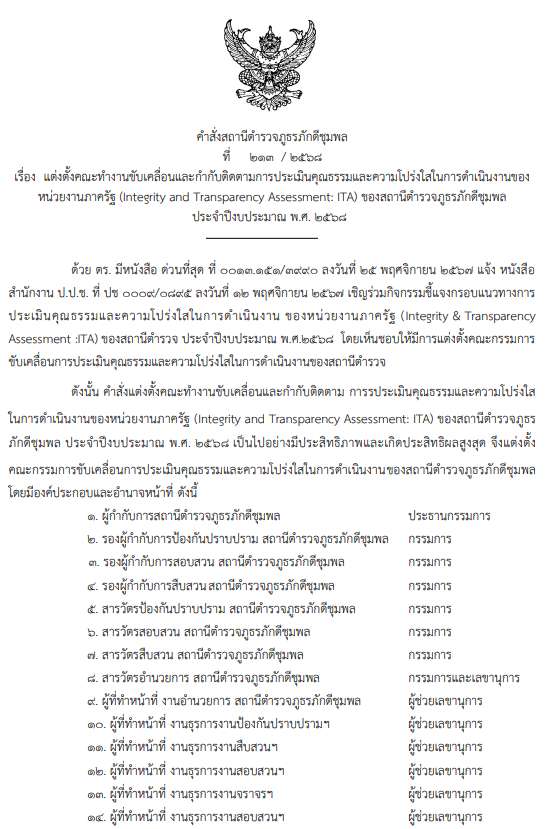 คำสั่งสถานีตำรวจภูธรภักดีชุมพล
ที่ ๒๑๓ / ๒๕๖๘
เรื่อง แต่งตั้งคณะทำงานขับเคลื่อนและกำกับติดตามการประเมินคุณธรรมและความโปร่งใสในการดำเนินงานของ
หน่วยงานภาครัฐ (Integrity and Transparency Assessment: ITA) ของสถานีตำรวจภูธรภักดีชุมพล
ประจำปีงบประมาณ พ.ศ. ๒๕๖๘
ด้วย ตร. มีหนังสือ ด่วนที่สุด ที่ ๐๐๑๓.๑๕๑/๓๙๙๐ ลงวันที่ ๒๕ พฤศจิกายน ๒๕๖๗ แจ้ง หนังสือ
สำนักงาน ป.ป.ช. ที่ ปช ๐๐๐๙/๐๘๙๕ ลงวันที่ ๑๒ พฤศจิกายน ๒๕๖๗ เชิญร่วมกิจกรรมชี้แจงกรอบแนวทางการ
ประเมินคุณธรรมและความโปร่งใสในการดำเนินงาน ของหน่วยงานภาครัฐ (Integrity & Transparency
Assessment :ITA) ของสถานีตำรวจ ประจำปีงบประมาณ พ.ศ.๒๕๖๘ โดยเห็นชอบให้มีการแต่งตั้งคณะกรรมการ
ขับเคลื่อนการประเมินคุณธรรมและความโปร่งใสในการดำเนินงานของสถานีตำรวจ
ดังนั้น คำสั่งแต่งตั้งคณะทำงานขับเคลื่อนและกำกับติดตาม การรประเมินคุณธรรมและความโปร่งใส
ในการดำเนินงานของหน่วยงานภาครัฐ (Integrity and Transparency Assessment: ITA) ของสถานีตำรวจภูธร
ภักดีชุมพล ประจำปีงบประมาณ พ.ศ. ๒๕๖๘ เป็นไปอย่างมีประสิทธิภาพและเกิดประสิทธิผลสูงสุด จึงแต่งตั้ง
คณะกรรมการขับเคลื่อนการประเมินคุณธรรมและความโปร่งใสในการดำเนินงานของสถานีตำรวจภูธรภักดีชุมพล
โดยมีองค์ประกอบและอำนาจหน้าที่ ดังนี้
๑. ผู้กำกับการสถานีตำรวจภูธรภักดีชุมพล ประธานกรรมการ
๒. รองผู้กำกับการป้องกันปราบปราม สถานีตำรวจภูธรภักดีชุมพล กรรมการ
๓. รองผู้กำกับการสอบสวน สถานีตำรวจภูธรภักดีชุมพล กรรมการ
๔. รองผู้กำกับการสืบสวน สถานีตำรวจภูธรภักดีชุมพล กรรมการ
๕. สารวัตรป้องกันปราบปราม สถานีตำรวจภูธรภักดีชุมพล กรรมการ
๖. สารวัตรสอบสวน สถานีตำรวจภูธรภักดีชุมพล กรรมการ
๗. สารวัตรสืบสวน สถานีตำรวจภูธรภักดีชุมพล กรรมการ
๘. สารวัตรอำนวยการ สถานีตำรวจภูธรภักดีชุมพล กรรมการและเลขานุการ
๙. ผู้ที่ทำหน้าที่ งานอำนวยการ สถานีตำรวจภูธรภักดีชุมพล ผู้ช่วยเลขานุการ
๑๐. ผู้ที่ทำหน้าที่ งานธุรการงานป้องกันปราบปรามฯ ผู้ช่วยเลขานุการ
๑๑. ผู้ที่ทำหน้าที่ งานธุรการงานสืบสวนฯ ผู้ช่วยเลขานุการ
๑๒. ผู้ที่ทำหน้าที่ งานธุรการงานสอบสวนฯ ผู้ช่วยเลขานุการ
๑๓. ผู้ที่ทำหน้าที่ งานธุรการงานจราจรฯ ผู้ช่วยเลขานุการ
๑๔. ผู้ที่ทำหน้าที่ งานธุรการงานสอบสวนฯ ผู้ช่วยเลขานุการ